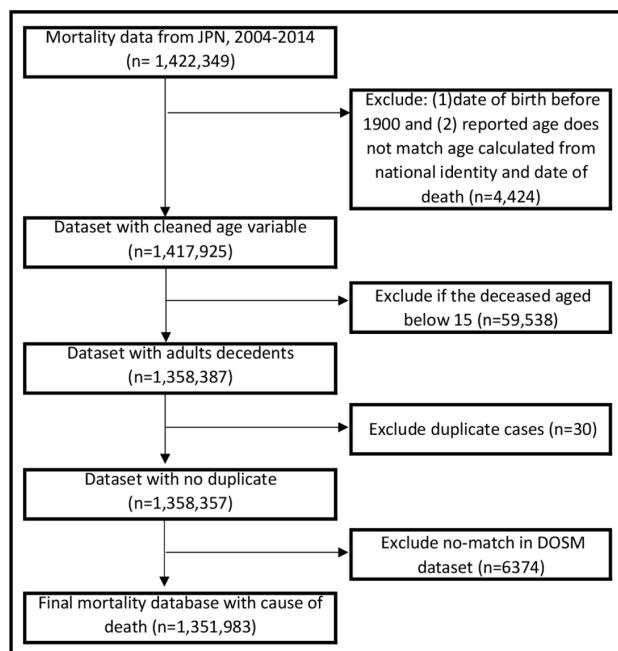 Mortality data from JPN, 2004-2014
(n= 1,422,349)
Exclude: (1)date of birth before
1900 and (2) reported age does
not match age calculated from
national identity and date of
death (n=4,424)
Dataset with cleaned age variable
(n=1,417,925)
Exclude if the deceased aged
below 15 (n=59,538)
Dataset with adults decedents
(n=1,358,387)
Exclude duplicate cases (n=30)
Dataset with no duplicate
(n=1,358,357)
Exclude no-match in DOSM
dataset (n=6374)
Final mortality database with cause of
death (n=1,351,983)